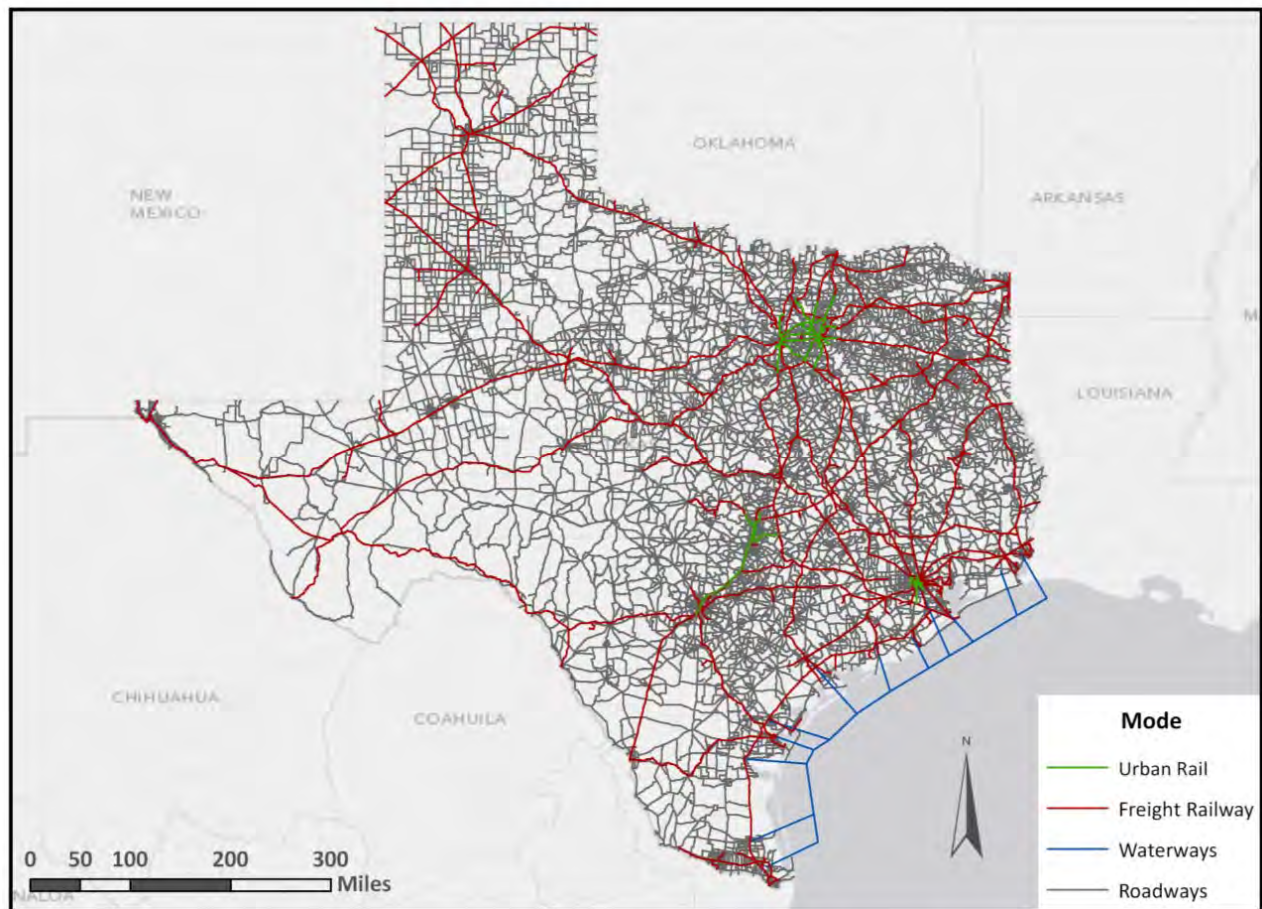 OKLAHOMA
NEW
MEXICO
ARKANSAS
M
LOUISIANA
CHIHUAHUA
COAHUILA
Mode
N
Urban Rail
Freight Railway
Waterways
Roadways
0 50 100 200 300
Miles
NALOA